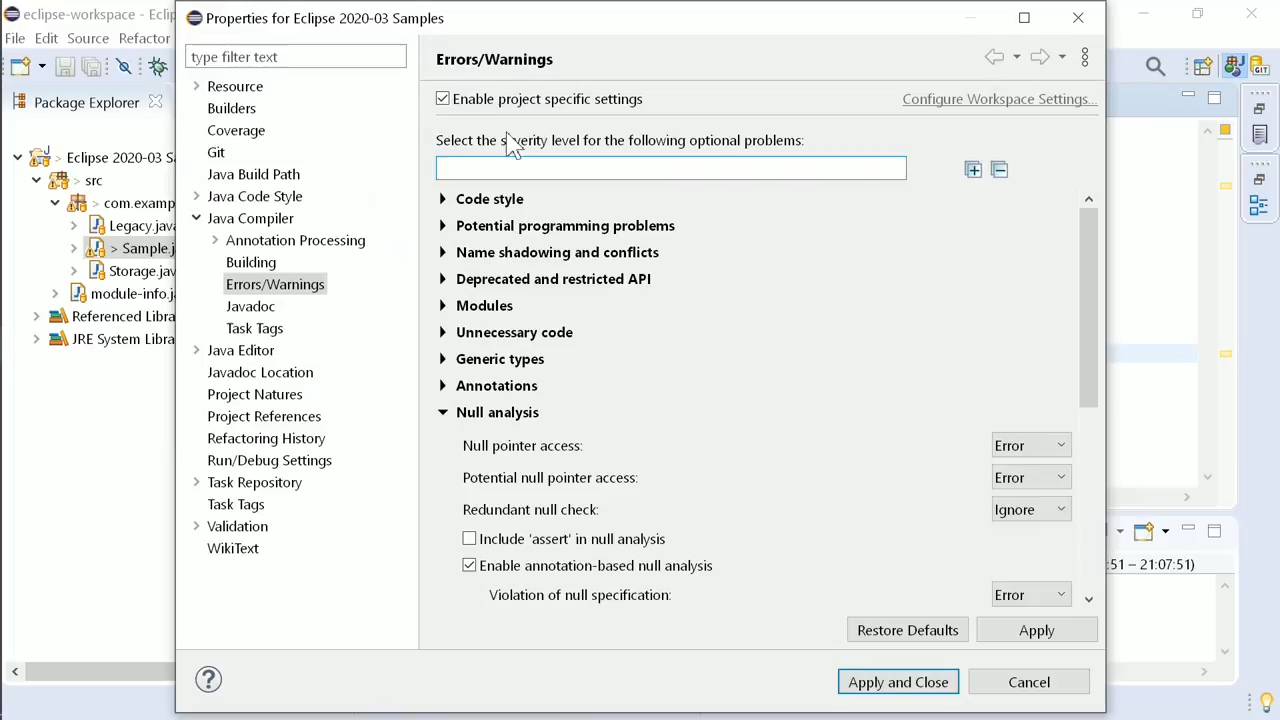 eclipse-workspace - Eclip
Properties for Eclipse 2020-03 Samples
File Edit Source Refactor
Package Explorer
> Eclipse 2020-03 Sa
> src
> com.examp
Legacy.java
> Sample.j
Storage.jav
module-info.ja
Referenced Libra
JRE System Libra
type filter text
Resource
Builders
Coverage
Git
Java Build Path
Java Code Style
Java Compiler
Annotation Processing
Building
Errors/Warnings
Javadoc
Task Tags
Java Editor
Javadoc Location
Project Natures
Project References
Refactoring History
Run/Debug Settings
Task Repository
Task Tags
Validation
WikiText
Errors/Warnings
Enable project specific settings
Configure Workspace Settings...
Select the severity level for the following optional problems:
Code style
Potential programming problems
Name shadowing and conflicts
Deprecated and restricted API
Modules
Unnecessary code
Generic types
Annotations
Null analysis
Null pointer access: Error
Potential null pointer access: Error
Redundant null check: Ignore
Include 'assert' in null analysis
Enable annotation-based null analysis
Violation of null specification: Error
Restore Defaults Apply
? Apply and Close Cancel
GIT
:51 – 21:07:51)